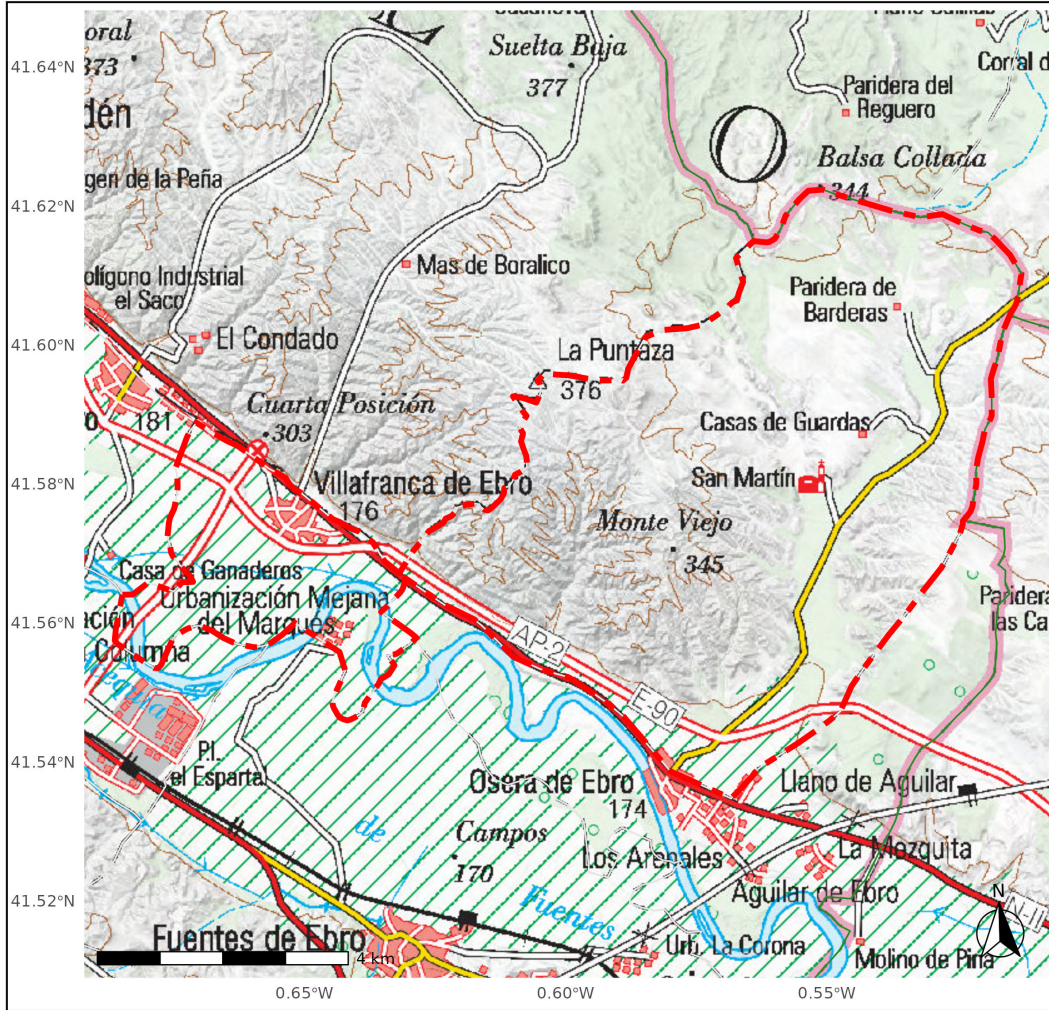 41.64°N
41.62°N
41.60°N
41.58°N
41.56°N
41.54°N
41.52°N
oral
373
Suelta Baja
377
Corral d
Paridera del
Reguero
dén
Balsa Collada
344
gen de la Peña
olígono Industrial
el Saco
Mas de Boralico
Paridera de
Barderas
El Condado
La Puntaza
376
Cuarta Posición
303
181
Casas de Guardas
San Martín
Villafranca de Ebro
176
Monte Viejo
345
Casa de Ganaderos
Urbanización Mejana
del Marqués
ación
Columna
Paridera
las Ca
AP-2
E-90
P.I.
el Espartal
Osera de Ebro
174
Llano de Aguilar
de
Campos
170
Los Arenales
La Mezquita
Aguilar de Ebro
Fuentes
N-II
N
Fuentes de Ebro
Urb. La Corona
Molino de Pina
4 km
0.65°W
0.60°W
0.55°W